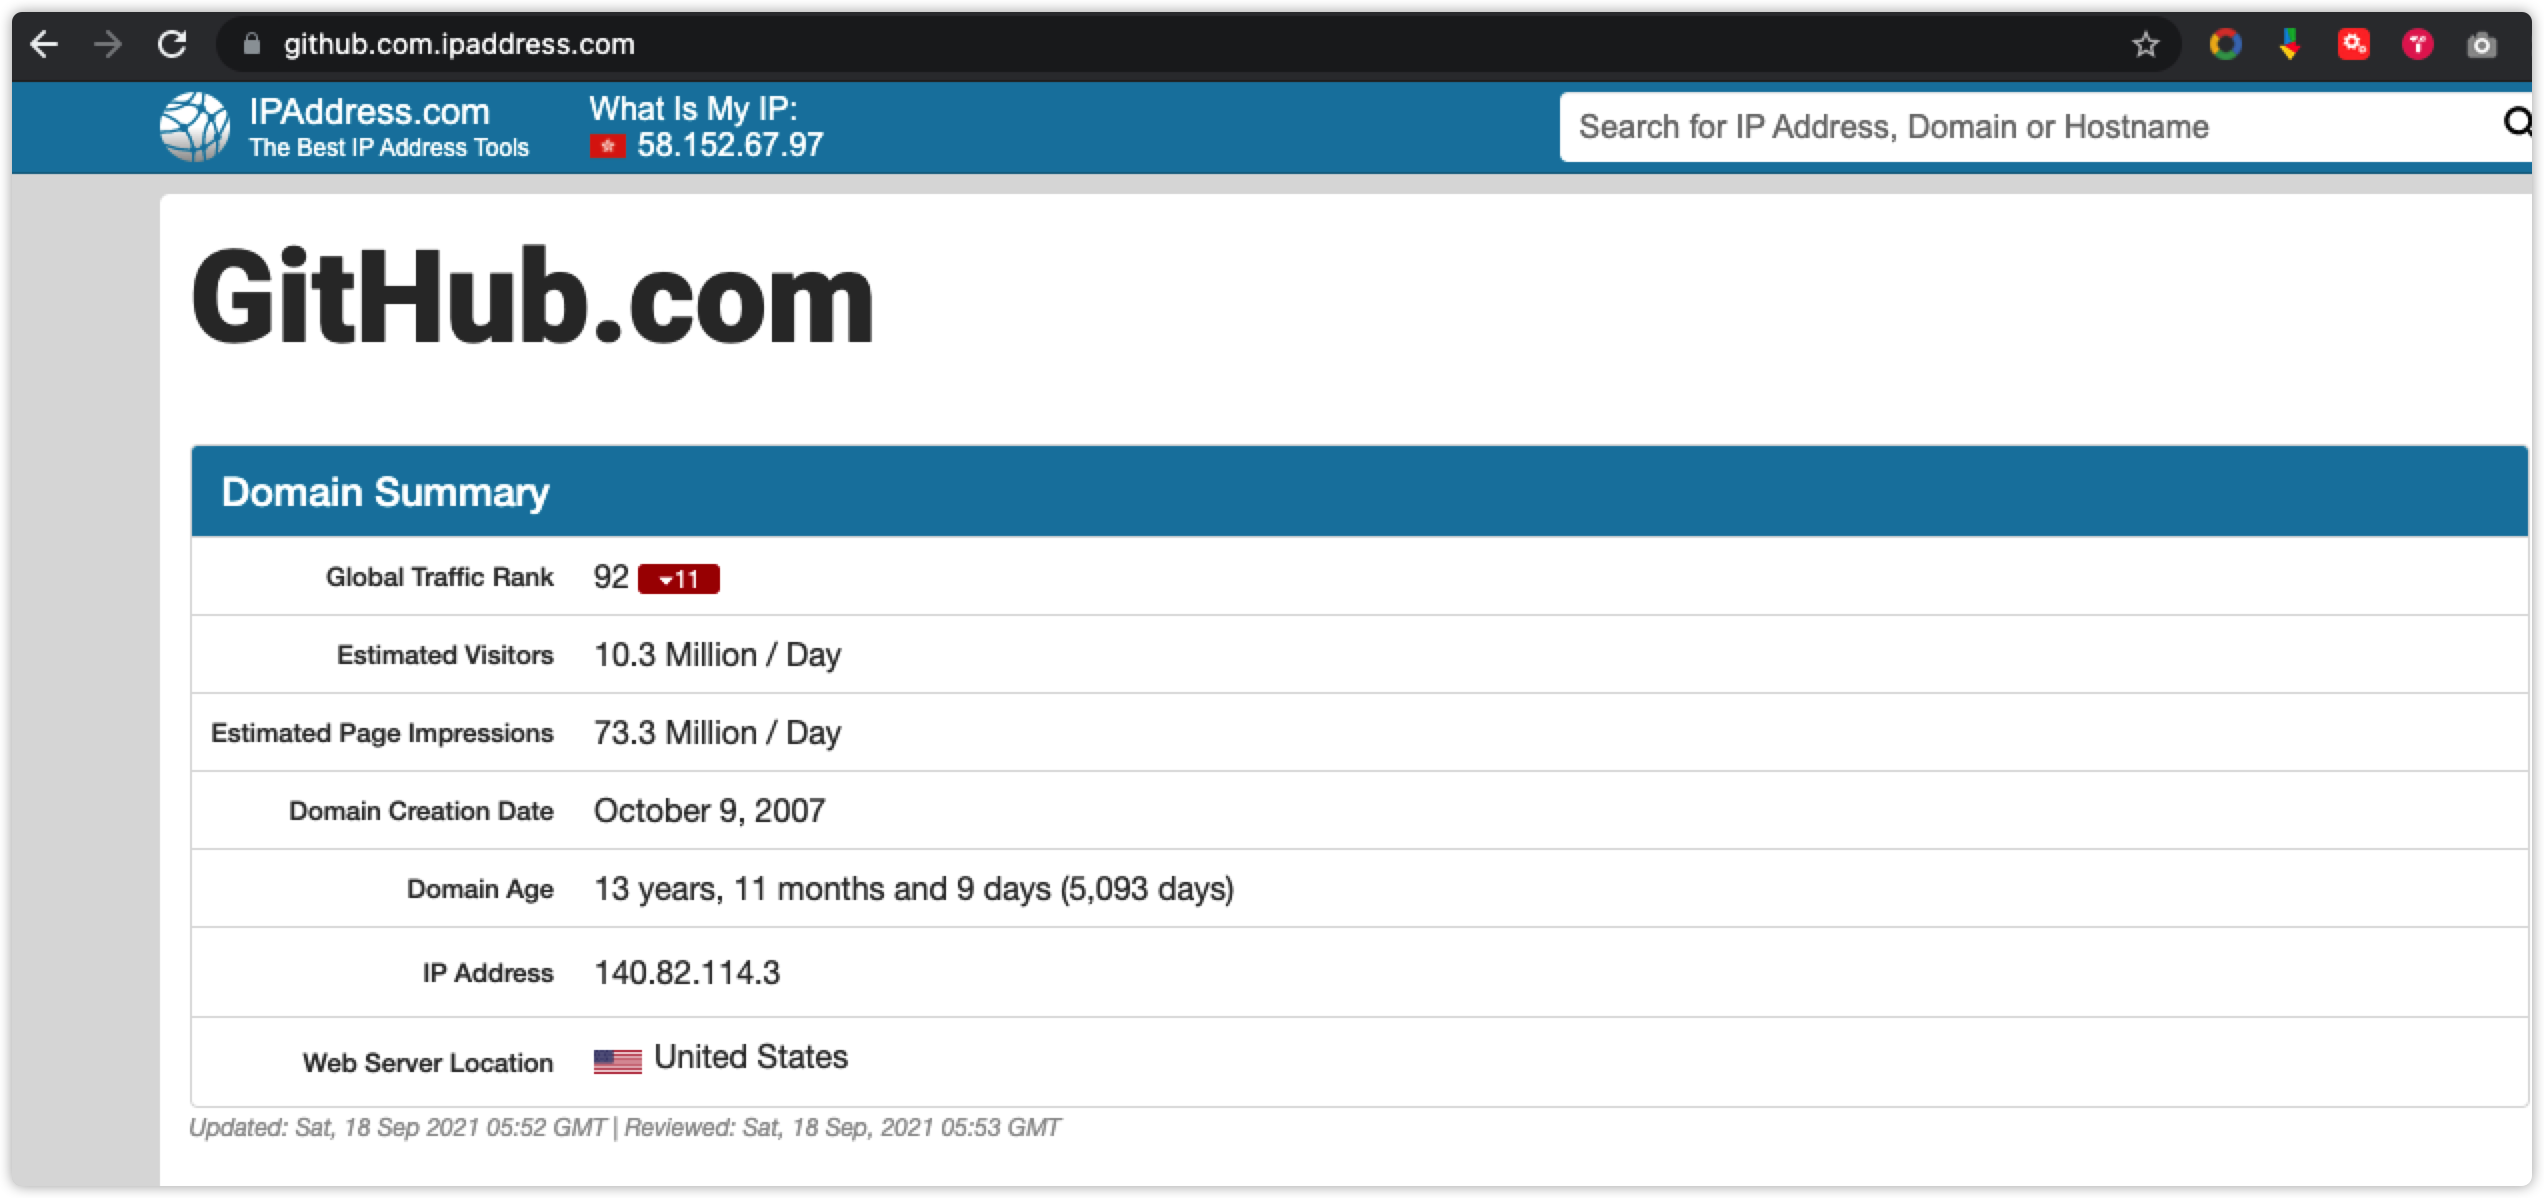 github.com.ipaddress.com
IPAddress.com
The Best IP Address Tools
What Is My IP:
58.152.67.97
Search for IP Address, Domain or Hostname
GitHub.com
Domain Summary
Global Traffic Rank 92 11
Estimated Visitors 10.3 Million / Day
Estimated Page Impressions 73.3 Million / Day
Domain Creation Date October 9, 2007
Domain Age 13 years, 11 months and 9 days (5,093 days)
IP Address 140.82.114.3
Web Server Location United States
Updated: Sat, 18 Sep 2021 05:52 GMT | Reviewed: Sat, 18 Sep, 2021 05:53 GMT